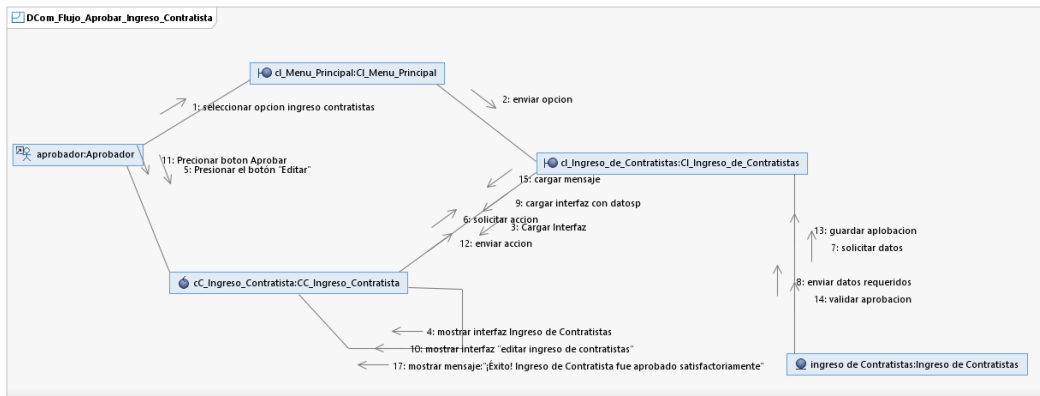 DCom_Flujo_Aprobar_Ingreso_Contratista
cI_Menu_Principal:CI_Menu_Principal
2: enviar opcion
1: seleccionar opcion ingreso contratistas
aprobador:Aprobador
11: Precionar boton Aprobar
5: Presionar el botón "Editar"
cI_Ingreso_de_Contratistas:CI_Ingreso_de_Contratistas
15: cargar mensaje
9: cargar interfaz con datosp
6: solicitar accion
3: Cargar Interfaz
12: enviar accion
13: guardar aplobacion
7: solicitar datos
cC_Ingreso_Contratista:CC_Ingreso_Contratista
8: enviar datos requeridos
14: validar aprobacion
4: mostrar interfaz Ingreso de Contratistas
10: mostrar interfaz "editar ingreso de contratistas"
17: mostrar mensaje:"¡Éxito! Ingreso de Contratista fue aprobado satisfactoriamente"
ingreso de Contratistas:Ingreso de Contratistas